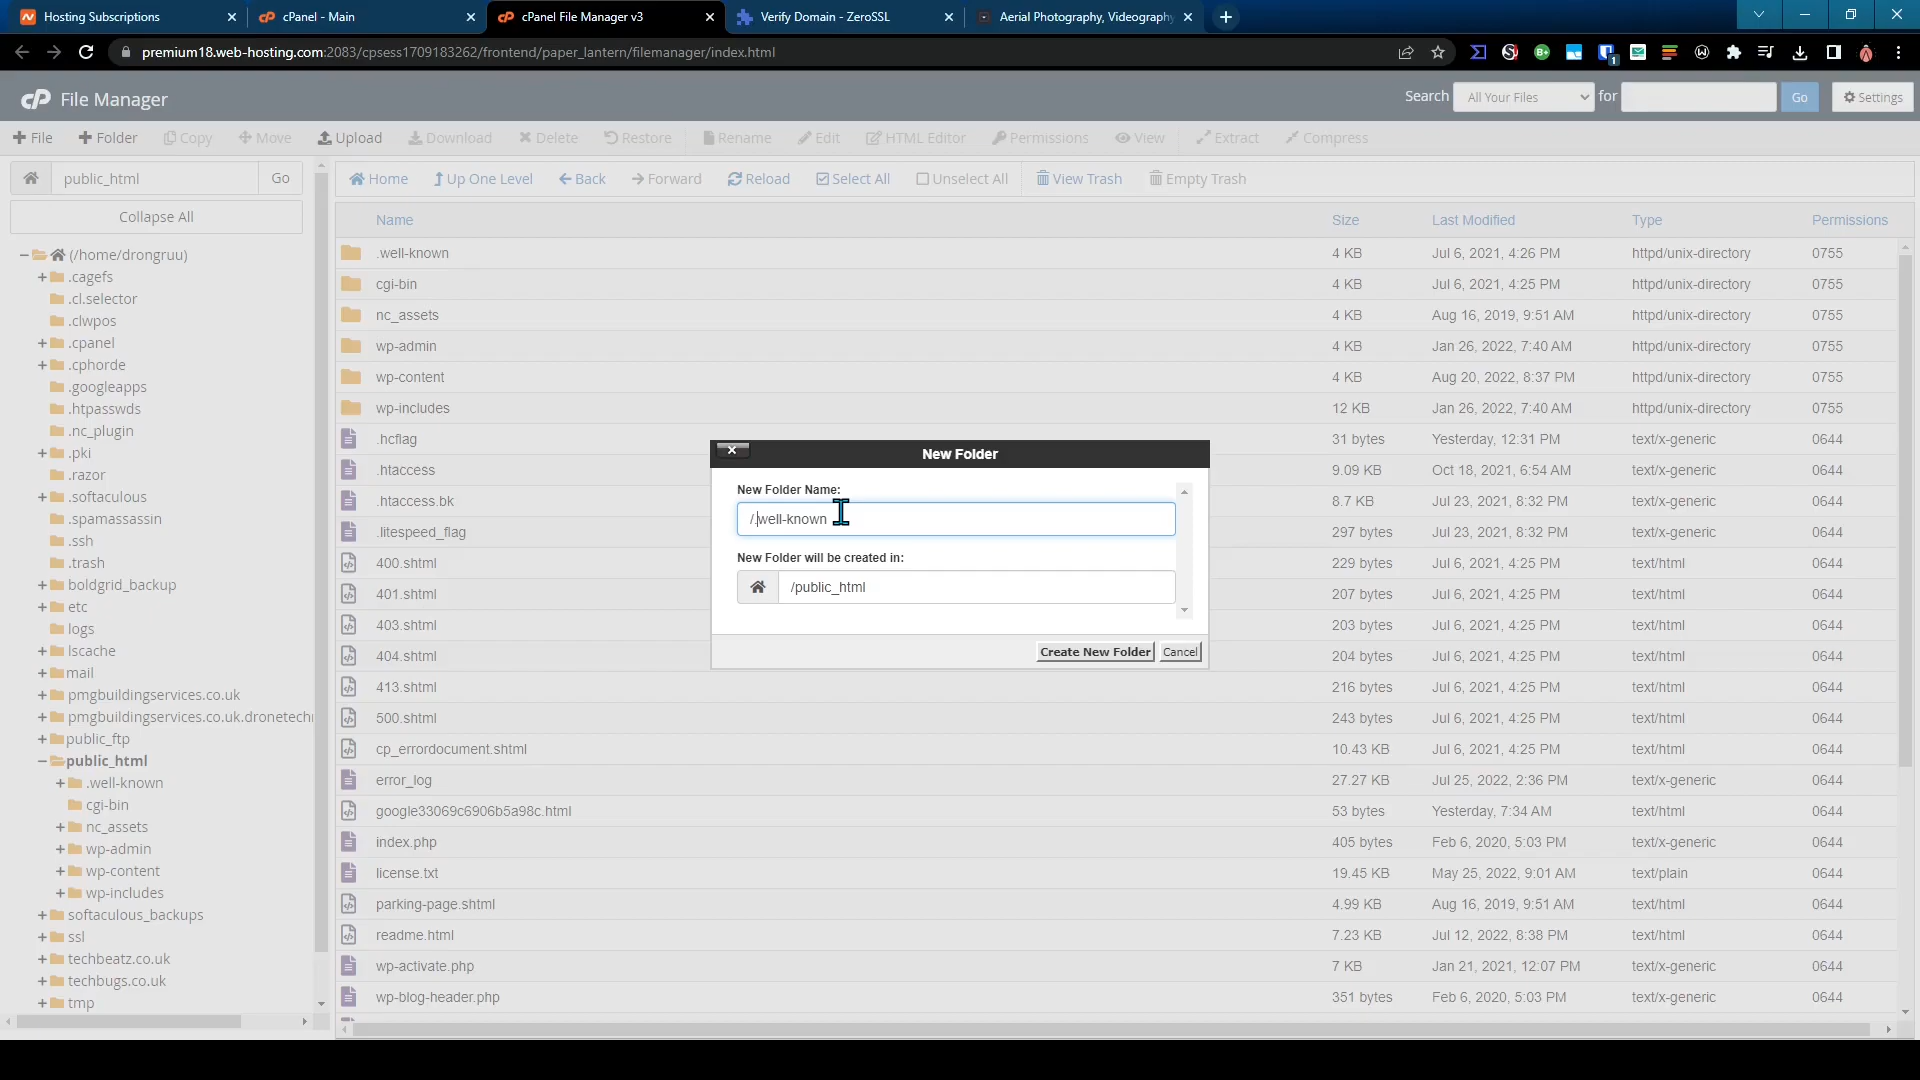 Hosting Subscriptions
cPanel - Main
cPanel File Manager v3
Verify Domain - ZeroSSL
Aerial Photography, Videography
premium18.web-hosting.com:2083/cpsess1709183262/frontend/paper_lantern/filemanager/index.html
1
cP File Manager
Search All Your Files for Go Settings
File Folder Copy Move Upload Download Delete Restore Rename Edit HTML Editor Permissions View Extract Compress
public_html Go
Home Up One Level Back Forward Reload Select All Unselect All View Trash Empty Trash
Collapse All
(/home/drongruu)
.cagefs
.cl.selector
.clwpos
.cpanel
.cphorde
.googleapps
.htpasswds
.nc_plugin
.pki
.razor
.softaculous
.spamassassin
.ssh
.trash
boldgrid_backup
etc
logs
lscache
mail
pmgbuildingservices.co.uk
pmgbuildingservices.co.uk.dronetech
public_ftp
public_html
.well-known
cgi-bin
nc_assets
wp-admin
wp-content
wp-includes
softaculous_backups
ssl
techbeatz.co.uk
techbugs.co.uk
tmp
Name Size Last Modified Type Permissions
.well-known 4 KB Jul 6, 2021, 4:26 PM httpd/unix-directory 0755
cgi-bin 4 KB Jul 6, 2021, 4:25 PM httpd/unix-directory 0755
nc_assets 4 KB Aug 16, 2019, 9:51 AM httpd/unix-directory 0755
wp-admin 4 KB Jan 26, 2022, 7:40 AM httpd/unix-directory 0755
wp-content 4 KB Aug 20, 2022, 8:37 PM httpd/unix-directory 0755
wp-includes 12 KB Jan 26, 2022, 7:40 AM httpd/unix-directory 0755
.hcflag 31 bytes Yesterday, 12:31 PM text/x-generic 0644
.htaccess 9.09 KB Oct 18, 2021, 6:54 AM text/x-generic 0644
.htaccess.bk 8.7 KB Jul 23, 2021, 8:32 PM text/x-generic 0644
.litespeed_flag 297 bytes Jul 23, 2021, 8:32 PM text/x-generic 0644
400.shtml 229 bytes Jul 6, 2021, 4:25 PM text/html 0644
401.shtml 207 bytes Jul 6, 2021, 4:25 PM text/html 0644
403.shtml 203 bytes Jul 6, 2021, 4:25 PM text/html 0644
404.shtml 204 bytes Jul 6, 2021, 4:25 PM text/html 0644
413.shtml 216 bytes Jul 6, 2021, 4:25 PM text/html 0644
500.shtml 243 bytes Jul 6, 2021, 4:25 PM text/html 0644
cp_errordocument.shtml 10.43 KB Jul 6, 2021, 4:25 PM text/html 0644
error_log 27.27 KB Jul 25, 2022, 2:36 PM text/x-generic 0644
google33069c6906b5a98c.html 53 bytes Yesterday, 7:34 AM text/html 0644
index.php 405 bytes Feb 6, 2020, 5:03 PM text/x-generic 0644
license.txt 19.45 KB May 25, 2022, 9:01 AM text/plain 0644
parking-page.shtml 4.99 KB Aug 16, 2019, 9:51 AM text/html 0644
readme.html 7.23 KB Jul 12, 2022, 8:38 PM text/html 0644
wp-activate.php 7 KB Jan 21, 2021, 12:07 PM text/x-generic 0644
wp-blog-header.php 351 bytes Feb 6, 2020, 5:03 PM text/x-generic 0644
New Folder
New Folder Name:
/.well-known
New Folder will be created in:
/public_html
Create New Folder Cancel